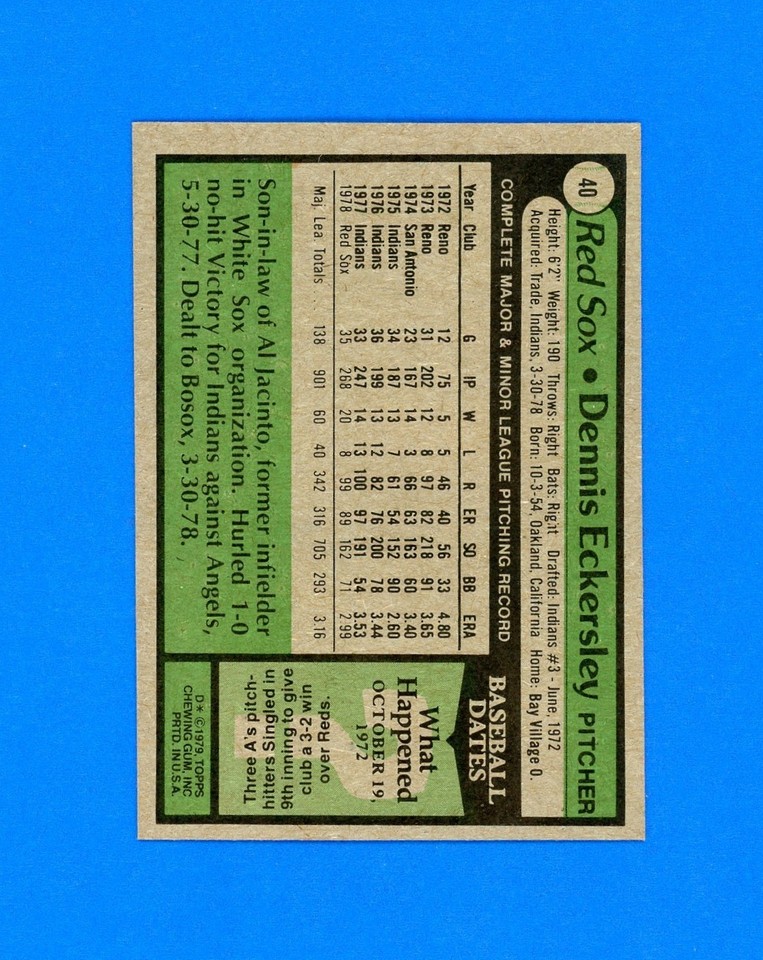 40
Red Sox • Dennis Eckersley PITCHER
Height: 6'2" Weight: 190 Throws: Right Bats: Right Drafted: Indians #3 - June, 1972
Acquired: Trade, Indians, 3-30-78 Born: 10-3-54, Oakland, California Home: Bay Village O.
COMPLETE MAJOR & MINOR LEAGUE PITCHING RECORD
Year Club G IP W L R ER SO BB ERA
1972 Reno 12 75 5 5 46 40 56 33 4.80
1973 Reno 31 202 12 8 97 82 218 91 3.65
1974 San Antonio 23 167 14 3 66 63 163 60 3.40
1975 Indians 34 187 13 7 61 54 152 90 2.60
1976 Indians 36 199 13 12 82 76 200 78 3.44
1977 Indians 33 247 14 13 100 97 191 54 3.53
1978 Red Sox 35 268 20 8 99 89 162 71 2.99
Maj. Lea. Totals . . . 138 901 60 40 342 316 705 293 3.16
Son-in-law of Al Jacinto, former infielder
in White Sox organization. Hurled 1-0
no-hit Victory for Indians against Angels,
5-30-77. Dealt to Bosox, 3-30-78.
BASEBALL
DATES
What
Happened
OCTOBER 19,
1972
Three A's pitch-
hitters Singled in
9th inning to give
club a 3-2 win
over Reds.
D* ©1979, TOPPS
CHEWING GUM, INC
PRTD. IN U.S.A.